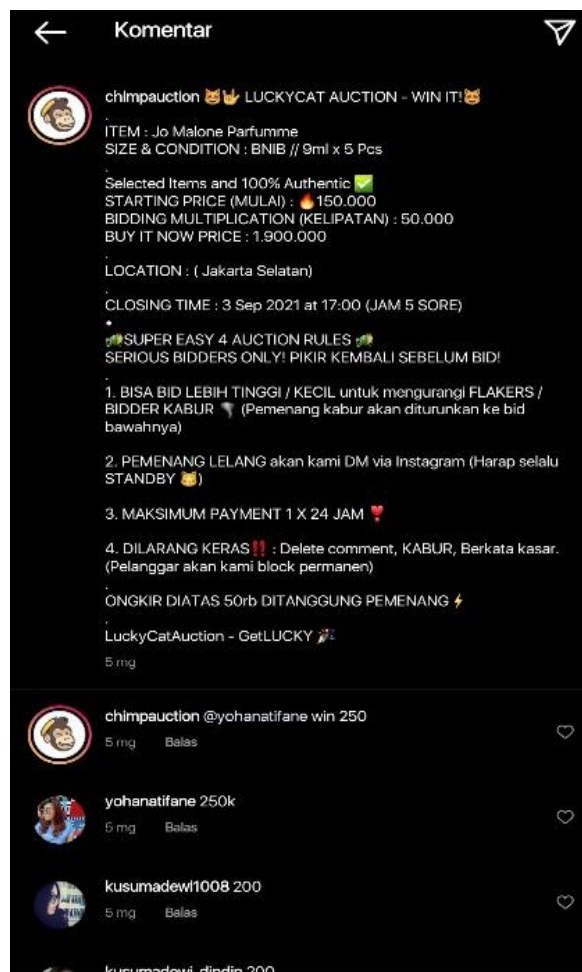 Komentar
chimpauction 😻🤟 LUCKYCAT AUCTION - WIN IT!😻
.
ITEM : Jo Malone Parfumme
SIZE & CONDITION : BNIB // 9ml x 5 Pcs
.
Selected Items and 100% Authentic ✅
STARTING PRICE (MULAI) : 🔥150.000
BIDDING MULTIPLICATION (KELIPATAN) : 50.000
BUY IT NOW PRICE : 1.900.000
.
LOCATION : ( Jakarta Selatan)
.
CLOSING TIME : 3 Sep 2021 at 17:00 (JAM 5 SORE)
•
🐲SUPER EASY 4 AUCTION RULES 🐲
SERIOUS BIDDERS ONLY! PIKIR KEMBALI SEBELUM BID!
.
1. BISA BID LEBIH TINGGI / KECIL untuk mengurangi FLAKERS /
BIDDER KABUR 🌪 (Pemenang kabur akan diturunkan ke bid
bawahnya)
2. PEMENANG LELANG akan kami DM via Instagram (Harap selalu
STANDBY 😸)
3. MAKSIMUM PAYMENT 1 X 24 JAM ❣️
4. DILARANG KERAS‼️ : Delete comment, KABUR, Berkata kasar.
(Pelanggar akan kami block permanen)
.
ONGKIR DIATAS 50rb DITANGGUNG PEMENANG ⚡
.
LuckyCatAuction - GetLUCKY 🎉
5 mg
chimpauction @yohanatifane win 250
5 mg Balas
yohanatifane 250k
5 mg Balas
kusumadewi1008 200
5 mg Balas
kusumadewi_dindin 200